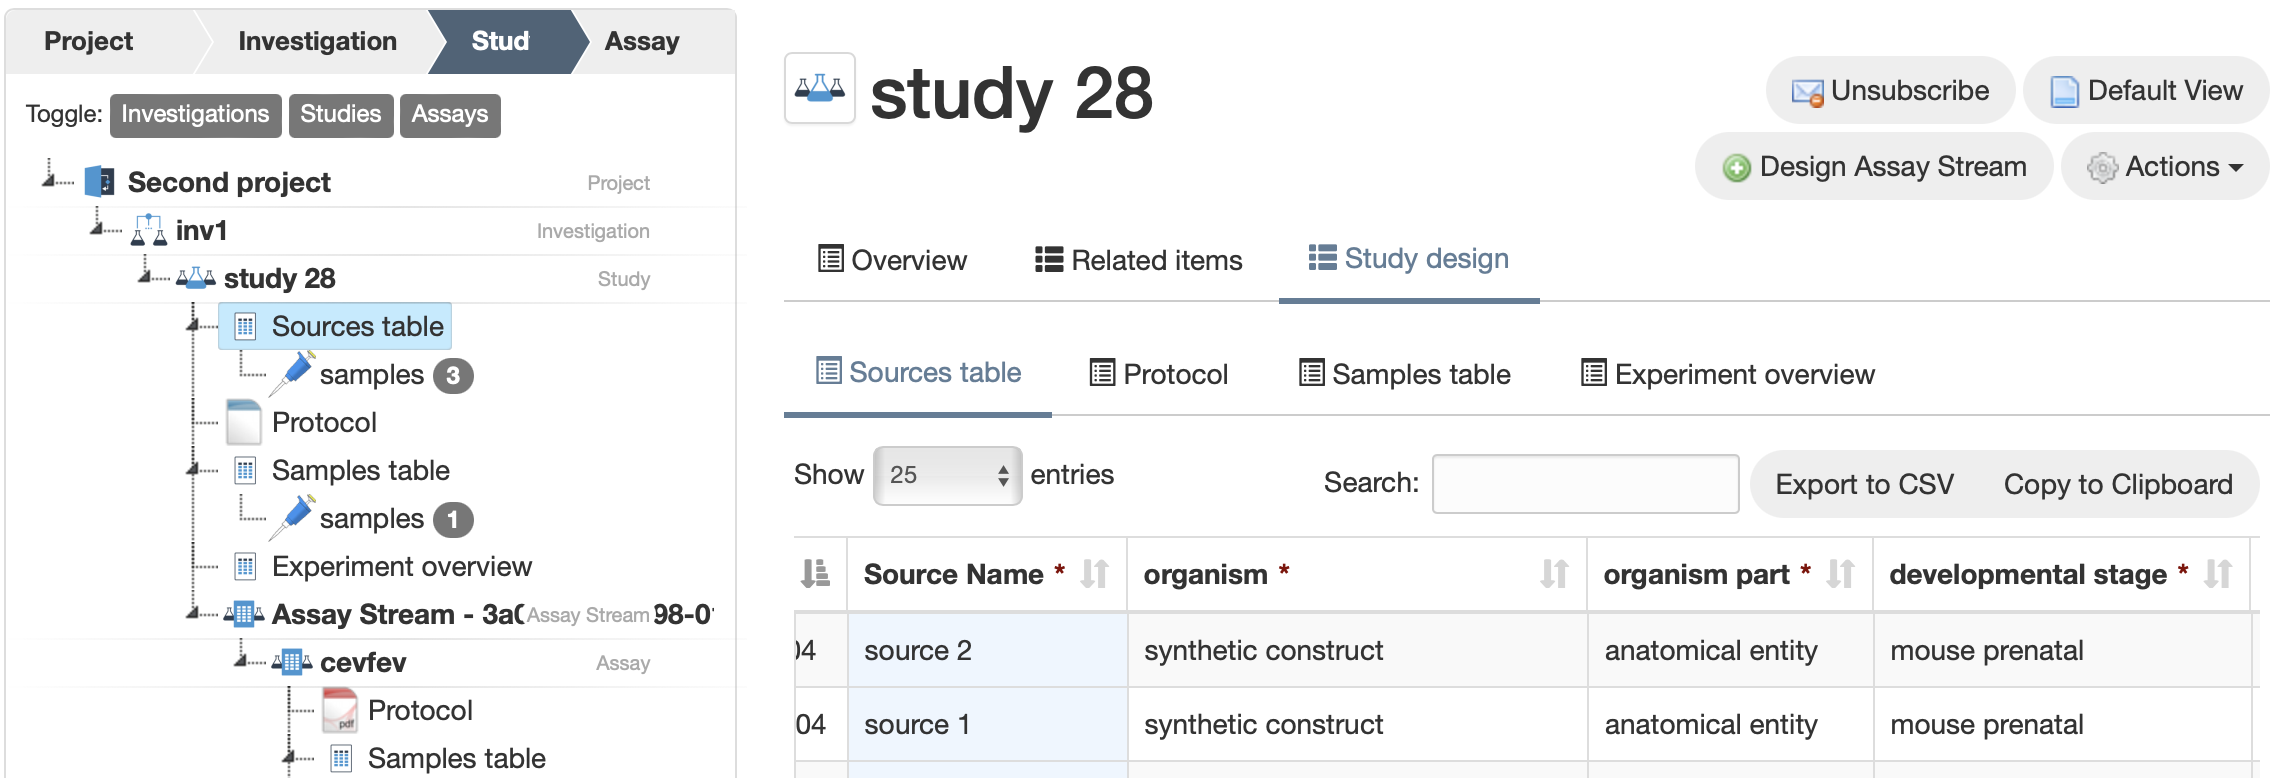 Project Investigation Stud Assay
Toggle: Investigations Studies Assays
Second project Project
inv1 Investigation
study 28 Study
Sources table
samples 3
Protocol
Samples table
samples 1
Experiment overview
Assay Stream - 3a Assay Stream 98-0
cevfev Assay
Protocol
pdf
Samples table
study 28
Unsubscribe Default View
Design Assay Stream Actions
Overview Related items Study design
Sources table Protocol Samples table Experiment overview
Show 25 entries Search: Export to CSV Copy to Clipboard
Source Name * organism * organism part * developmental stage *
04 source 2 synthetic construct anatomical entity mouse prenatal
04 source 1 synthetic construct anatomical entity mouse prenatal